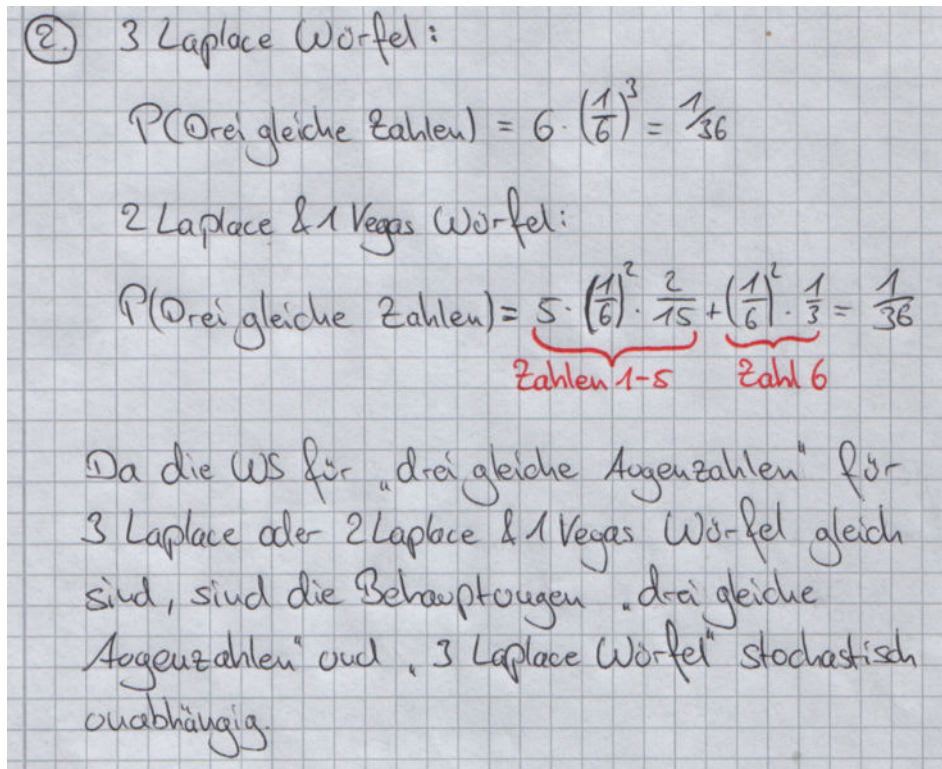 2. 3 Laplace Würfel:
P(Drei gleiche Zahlen) = 6 · (1/6)³ = 1/36
2 Laplace & 1 Vegas Würfel:
P(Drei gleiche Zahlen) = 5 · (1/6)² · 2/15 + (1/6)² · 1/3 = 1/36
Zahlen 1-5 Zahl 6
Da die WS für „drei gleiche Augenzahlen" für
3 Laplace oder 2 Laplace & 1 Vegas Würfel gleich
sind, sind die Behauptungen „drei gleiche
Augenzahlen" und „3 Laplace Würfel" stochastisch
unabhängig.